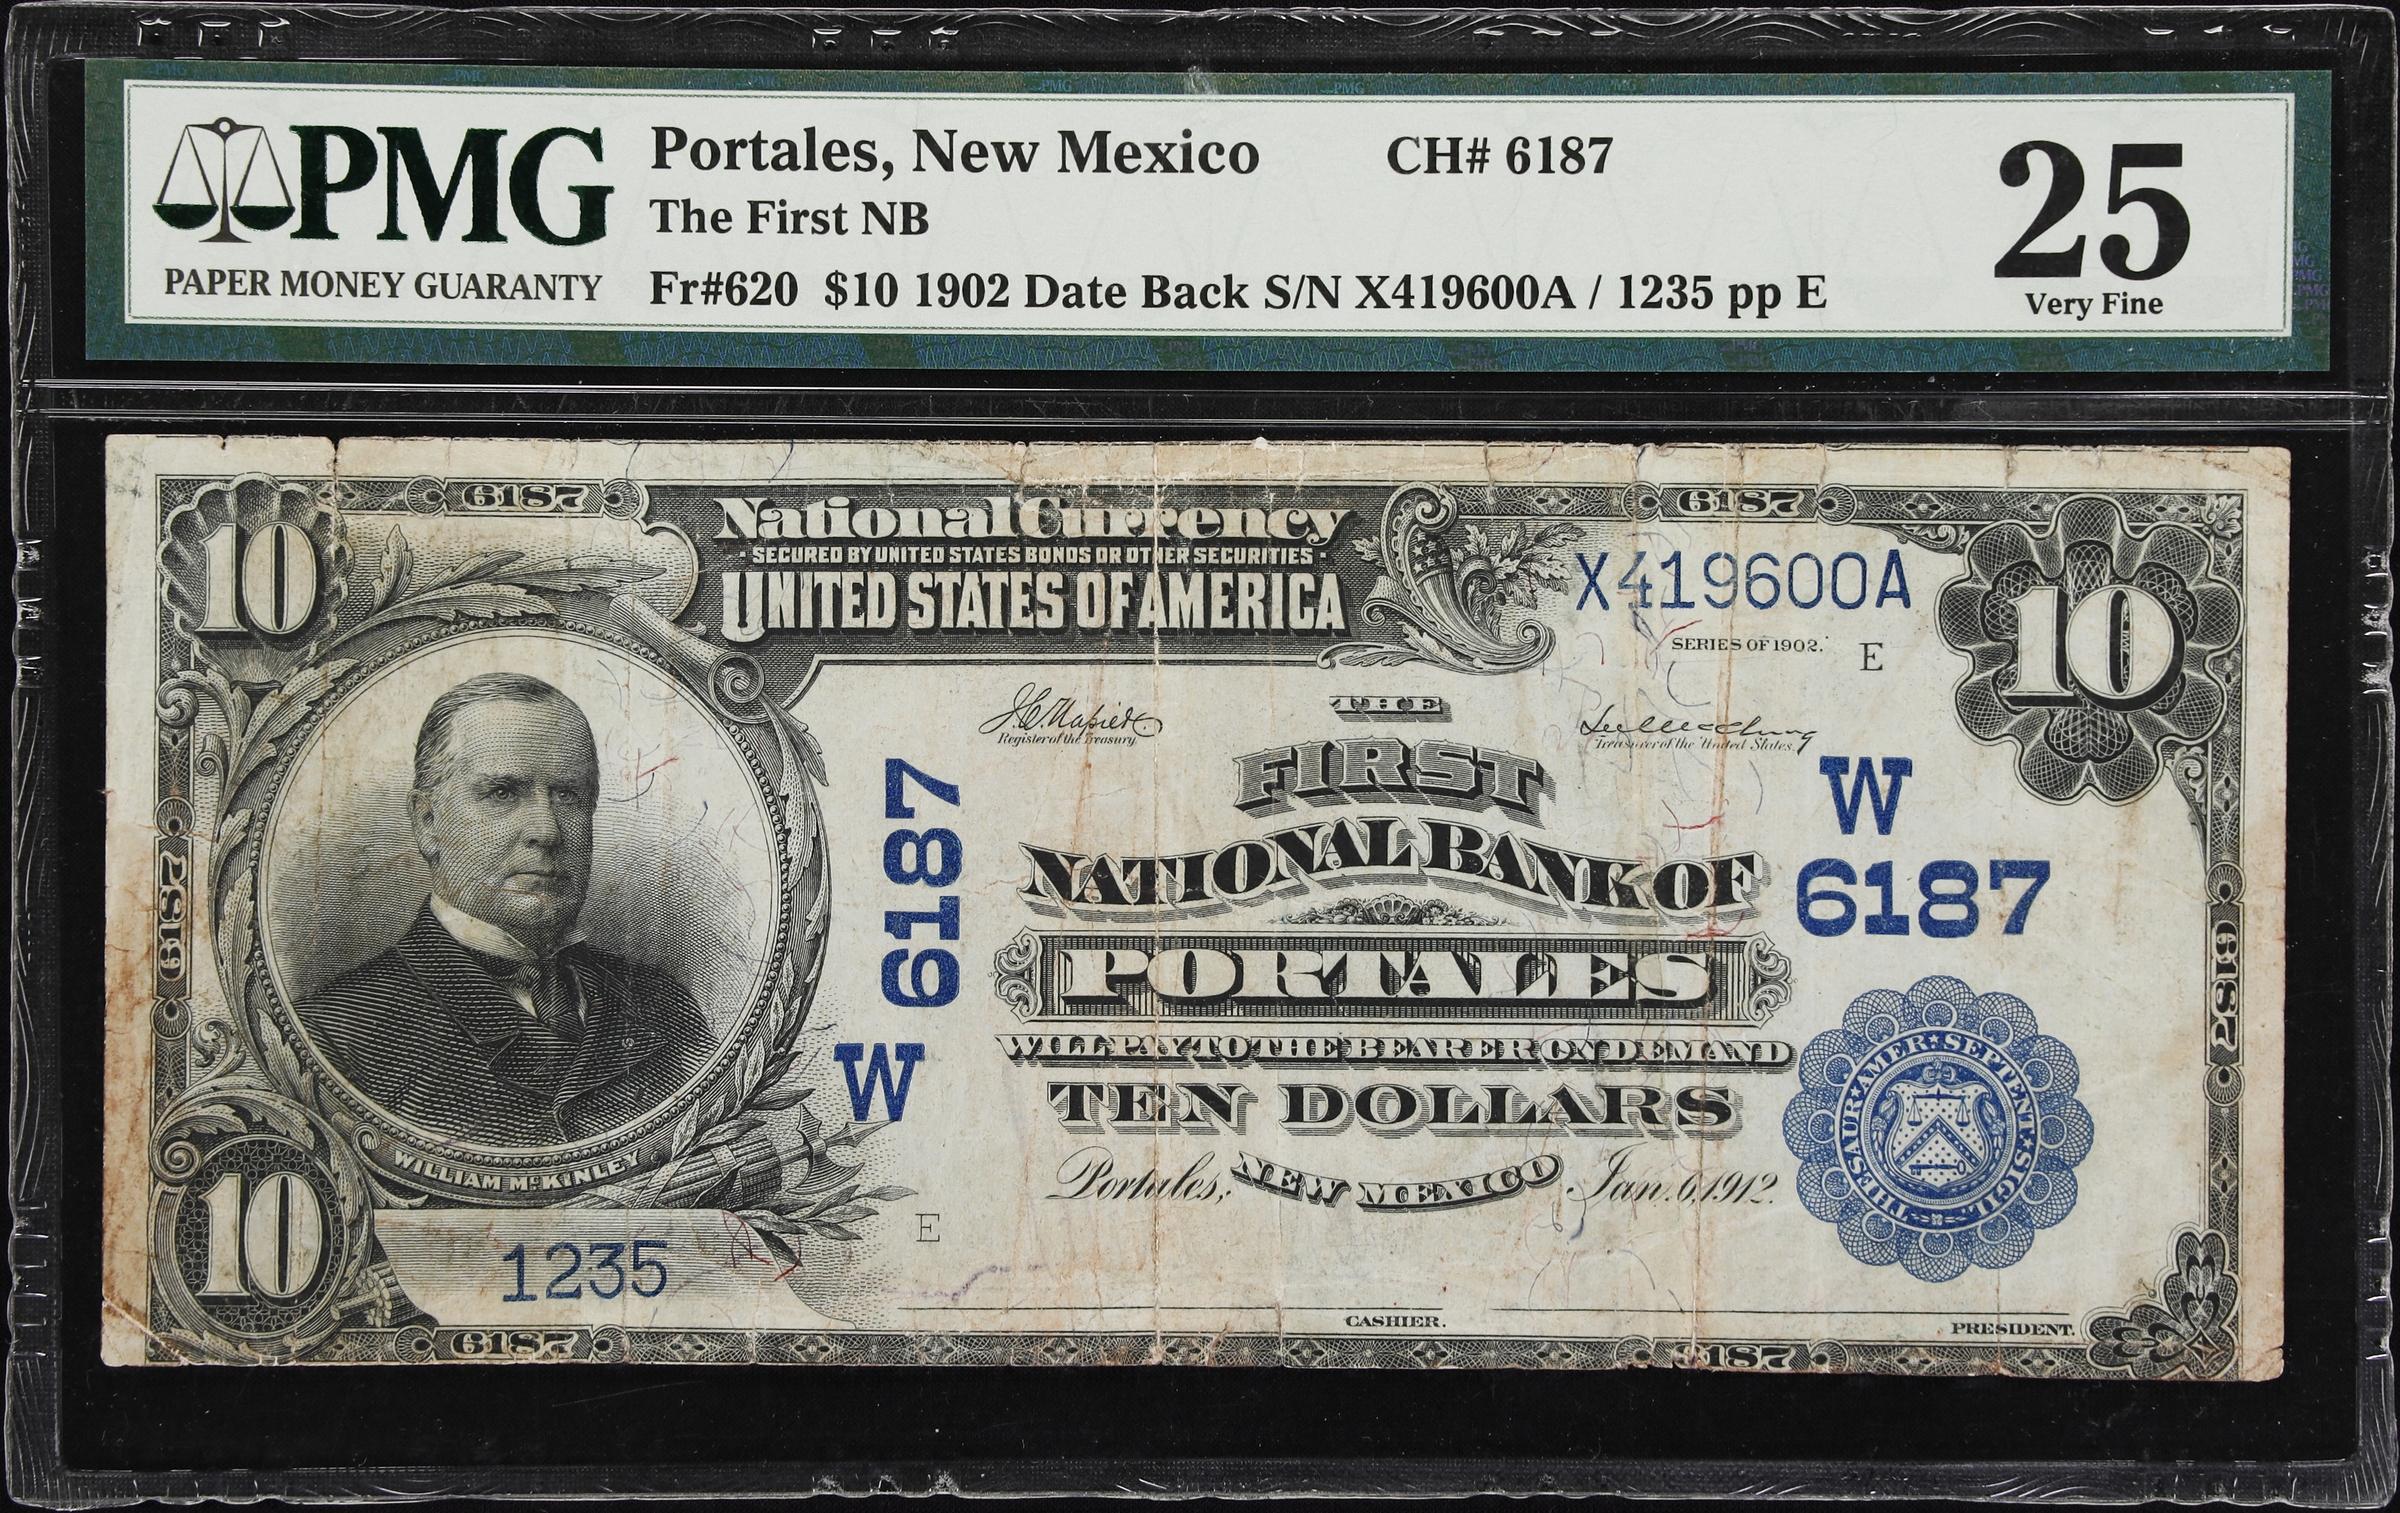 PMG
PAPER MONEY GUARANTY
Portales, New Mexico CH# 6187
The First NB
Fr#620 $10 1902 Date Back S/N X419600A / 1235 pp E
25
Very Fine
6187
6187
10
National Currency
SECURED BY UNITED STATES BONDS OR OTHER SECURITIES
UNITED STATES OF AMERICA
X419600A
SERIES OF 1902.
E
10
J.C. Napier
Register of the Treasury.
Lee McClung
Treasurer of the United States.
THE
FIRST
NATIONAL BANK OF
PORTALES
WILL PAY TO THE BEARER ON DEMAND
TEN DOLLARS
Portales, NEW MEXICO Jan. 6, 1912.
W 6187
W
6187
6187
6187
THESAUR. AMER. SEPTENT. SIGIL.
WILLIAM McKINLEY
10
1235
E
CASHIER.
PRESIDENT.
6187
6187